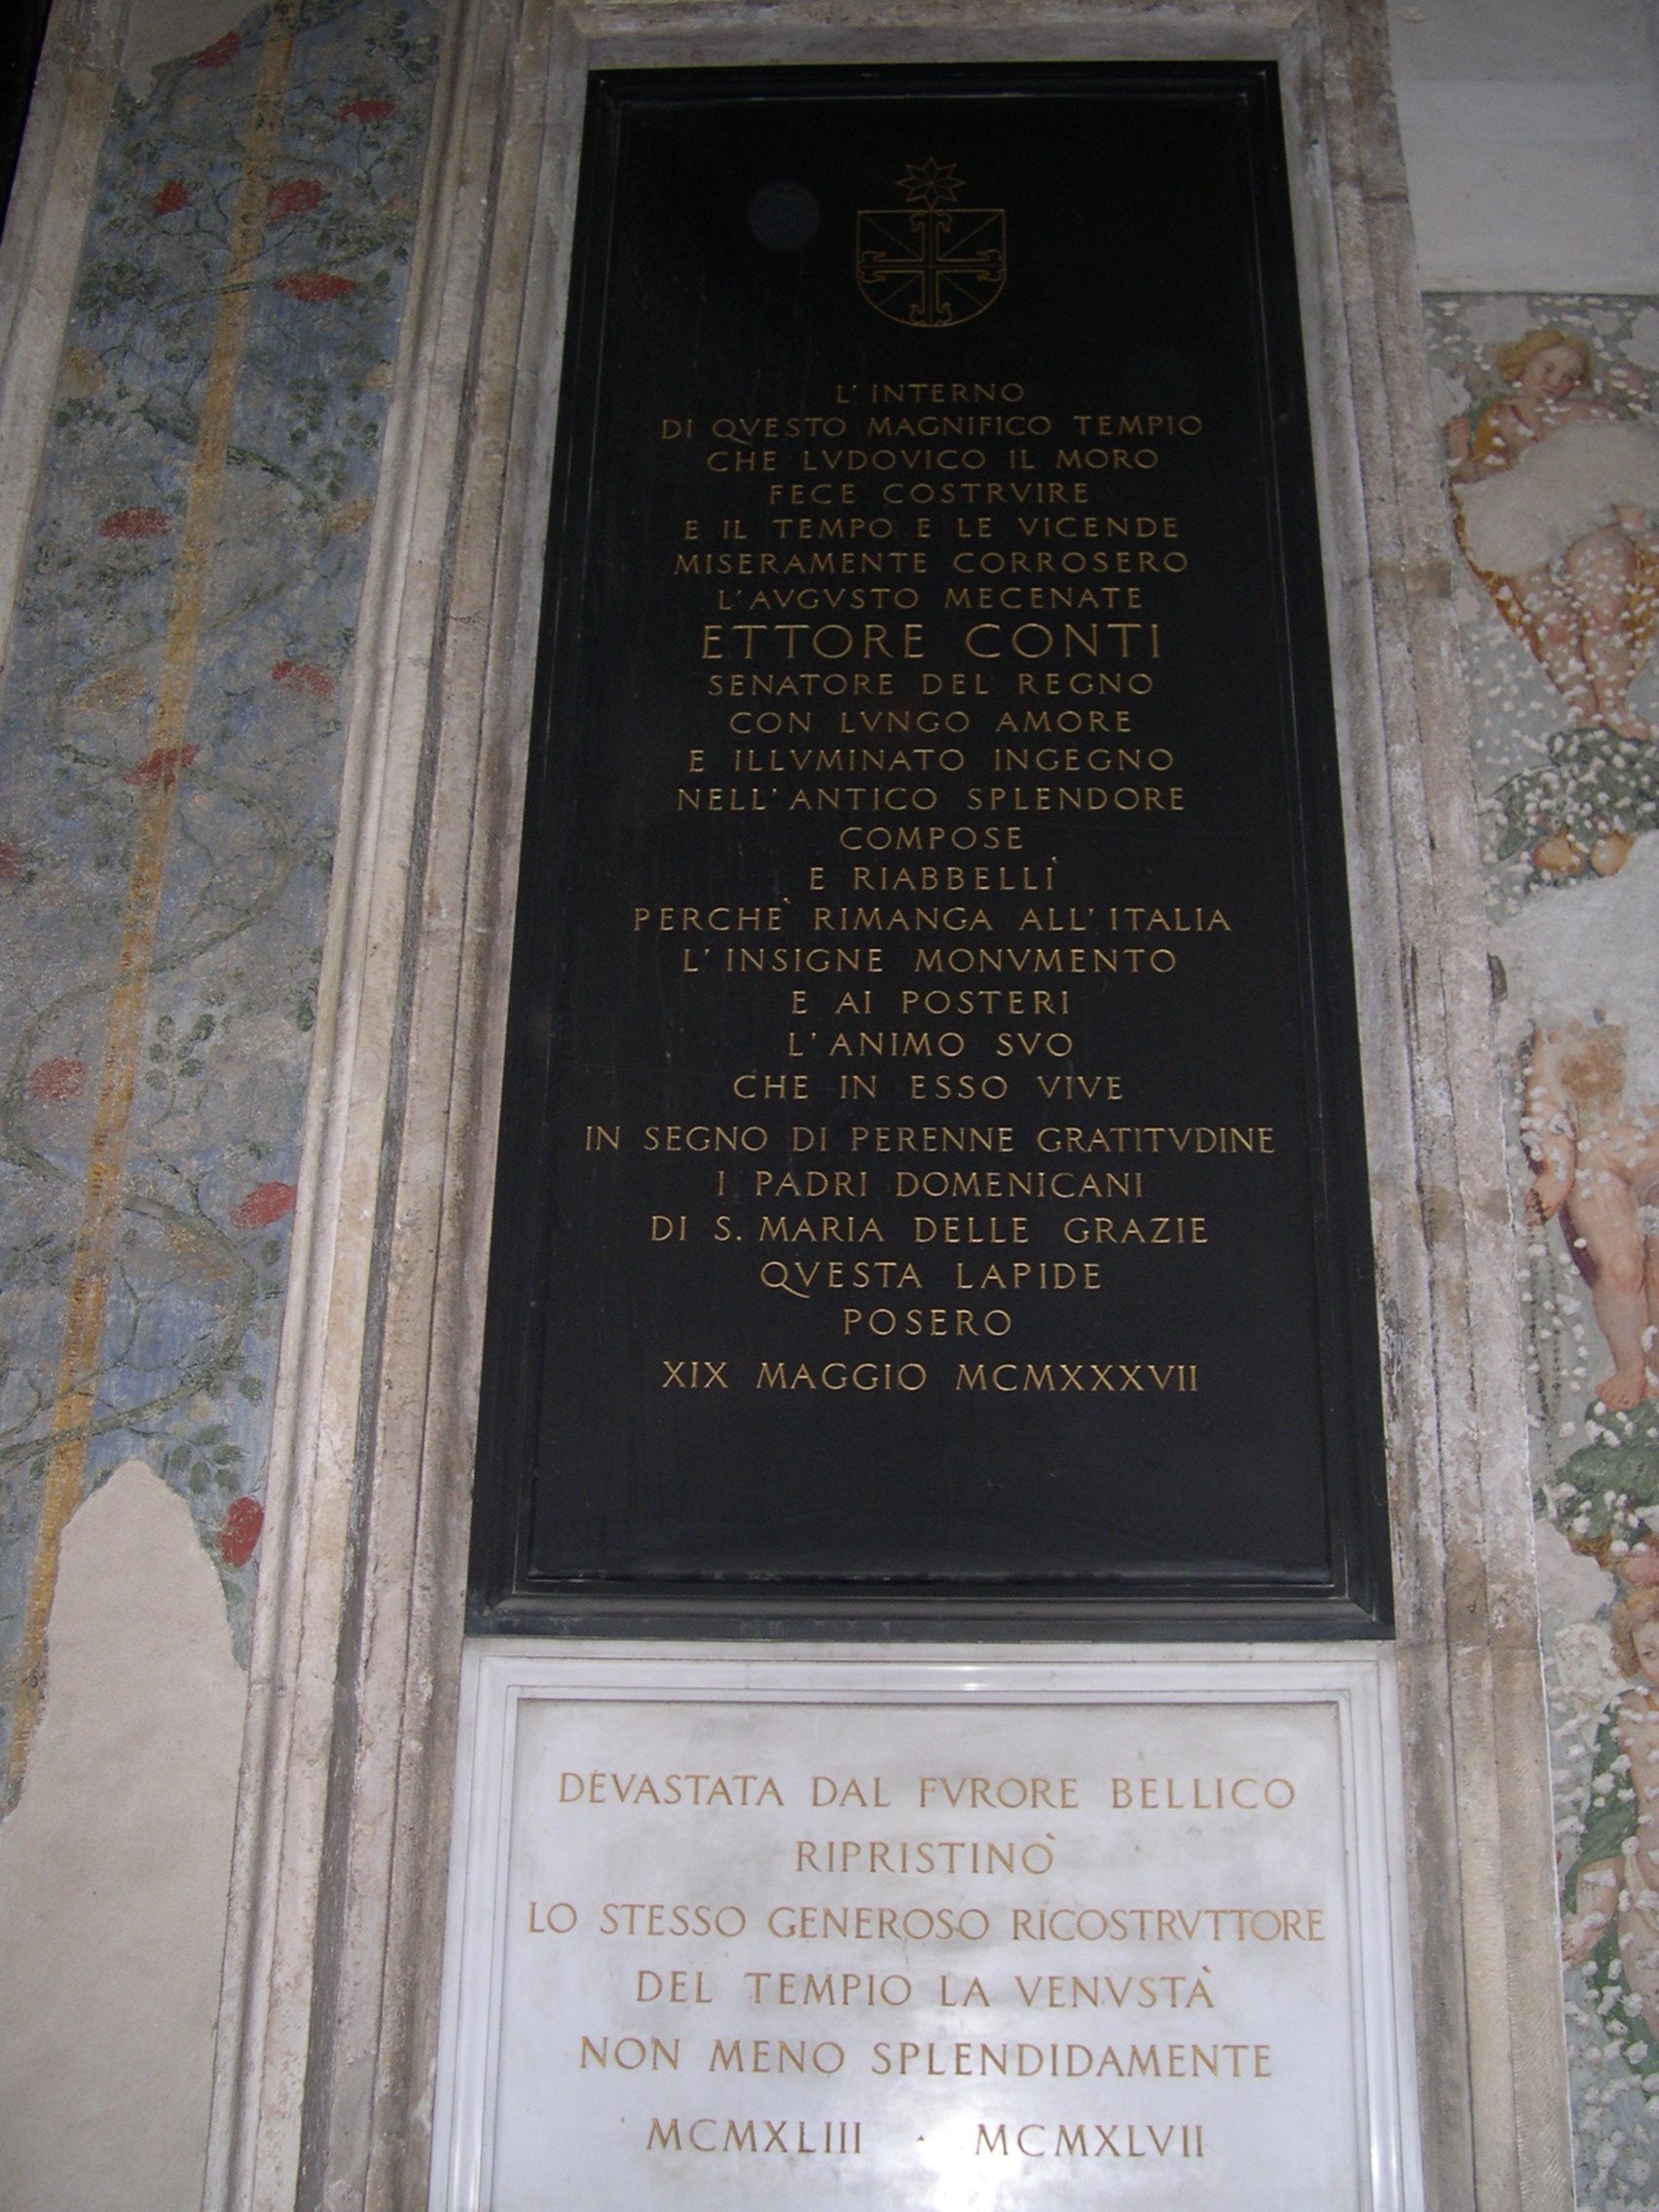 L' INTERNO
DI QVESTO MAGNIFICO TEMPIO
CHE LVDOVICO IL MORO
FECE COSTRVIRE
E IL TEMPO E LE VICENDE
MISERAMENTE CORROSERO
L'AVGVSTO MECENATE
ETTORE CONTI
SENATORE DEL REGNO
CON LVNGO AMORE
E ILLVMINATO INGEGNO
NELL'ANTICO SPLENDORE
COMPOSE
E RIABBELLÌ
PERCHE` RIMANGA ALL'ITALIA
L'INSIGNE MONVMENTO
E AI POSTERI
L'ANIMO SVO
CHE IN ESSO VIVE
IN SEGNO DI PERENNE GRATITVDINE
I PADRI DOMENICANI
DI S. MARIA DELLE GRAZIE
QVESTA LAPIDE
POSERO
XIX MAGGIO MCMXXXVII
DEVASTATA DAL FVRORE BELLICO
RIPRISTINÒ
LO STESSO GENEROSO RICOSTRVTTORE
DEL TEMPIO LA VENVSTÀ
NON MENO SPLENDIDAMENTE
MCMXLIII · MCMXLVII